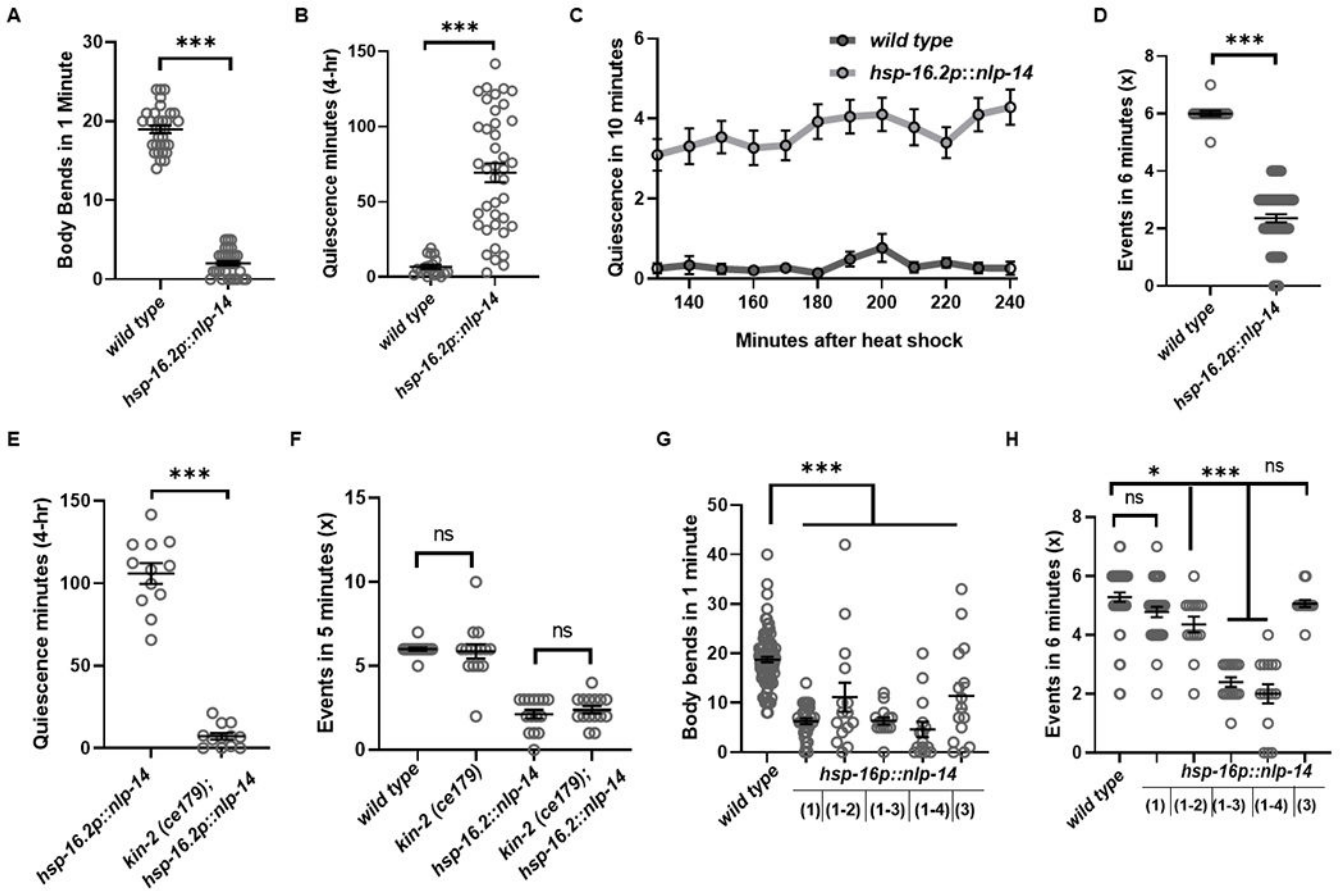 A
Body Bends in 1 Minute
30
20
10
0
***
wild type
hsp-16.2p::nlp-14
B
Quiescence minutes (4-hr)
150
100
50
0
***
wild type
hsp-16.2p::nlp-14
C
Quiescence in 10 minutes
6
4
2
0
wild type
hsp-16.2p::nlp-14
140 160 180 200 220 240
Minutes after heat shock
D
Events in 6 minutes (x)
8
6
4
2
0
***
wild type
hsp-16.2p::nlp-14
E
Quiescence minutes (4-hr)
150
100
50
0
***
hsp-16.2p::nlp-14
kin-2 (ce179);
hsp-16.2p::nlp-14
F
Events in 5 minutes (x)
15
10
5
0
ns
ns
wild type
kin-2 (ce179)
hsp-16.2::nlp-14
kin-2 (ce179);
hsp-16.2::nlp-14
G
Body bends in 1 minute
50
40
30
20
10
0
***
wild type
hsp-16p::nlp-14
(1) (1-2) (1-3) (1-4) (3)
H
Events in 6 minutes (x)
8
6
4
2
0
* *** ns
ns
wild type
hsp-16p::nlp-14
(1) (1-2) (1-3) (1-4) (3)